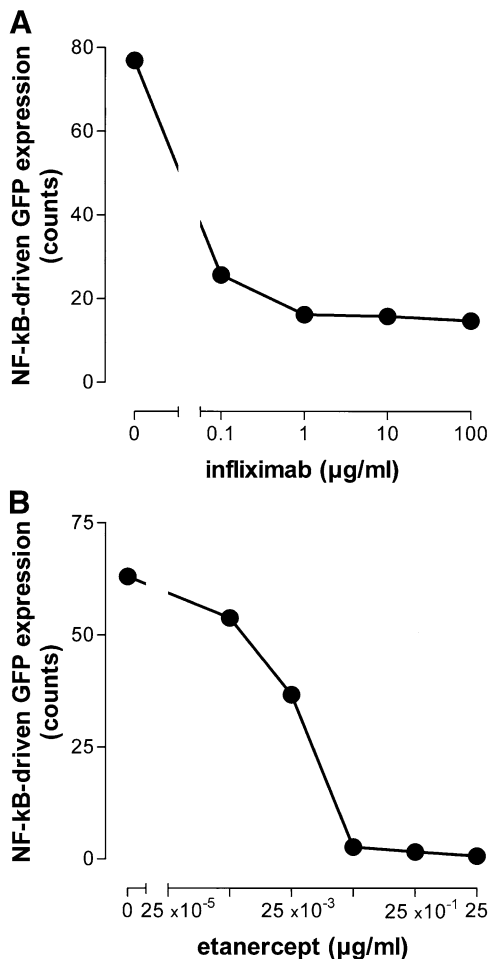 A
NF-kB-driven GFP expression
(counts)
80
60
40
20
0
0 0.1 1 10 100
infliximab (µg/ml)
B
NF-kB-driven GFP expression
(counts)
75
50
25
0
0 25 x10-5 25 x10-3 25 x10-1 25
etanercept (µg/ml)